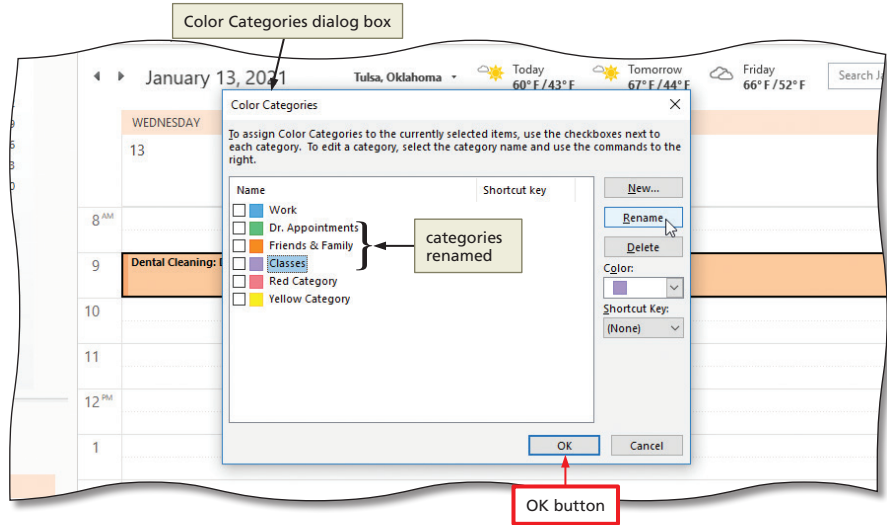 Color Categories dialog box
January 13, 2021
Tulsa, Oklahoma
Today
60° F / 43° F
Tomorrow
67° F / 44° F
Friday
66° F / 52° F
Search Ja
WEDNESDAY
13
8 AM
9
10
11
12 PM
1
Dental Cleaning:
Color Categories
To assign Color Categories to the currently selected items, use the checkboxes next to
each category. To edit a category, select the category name and use the commands to the
right.
Name
Shortcut key
Work
Dr. Appointments
Friends & Family
Classes
Red Category
Yellow Category
categories
renamed
New...
Rename
Delete
Color:
Shortcut Key:
(None)
OK
Cancel
OK button